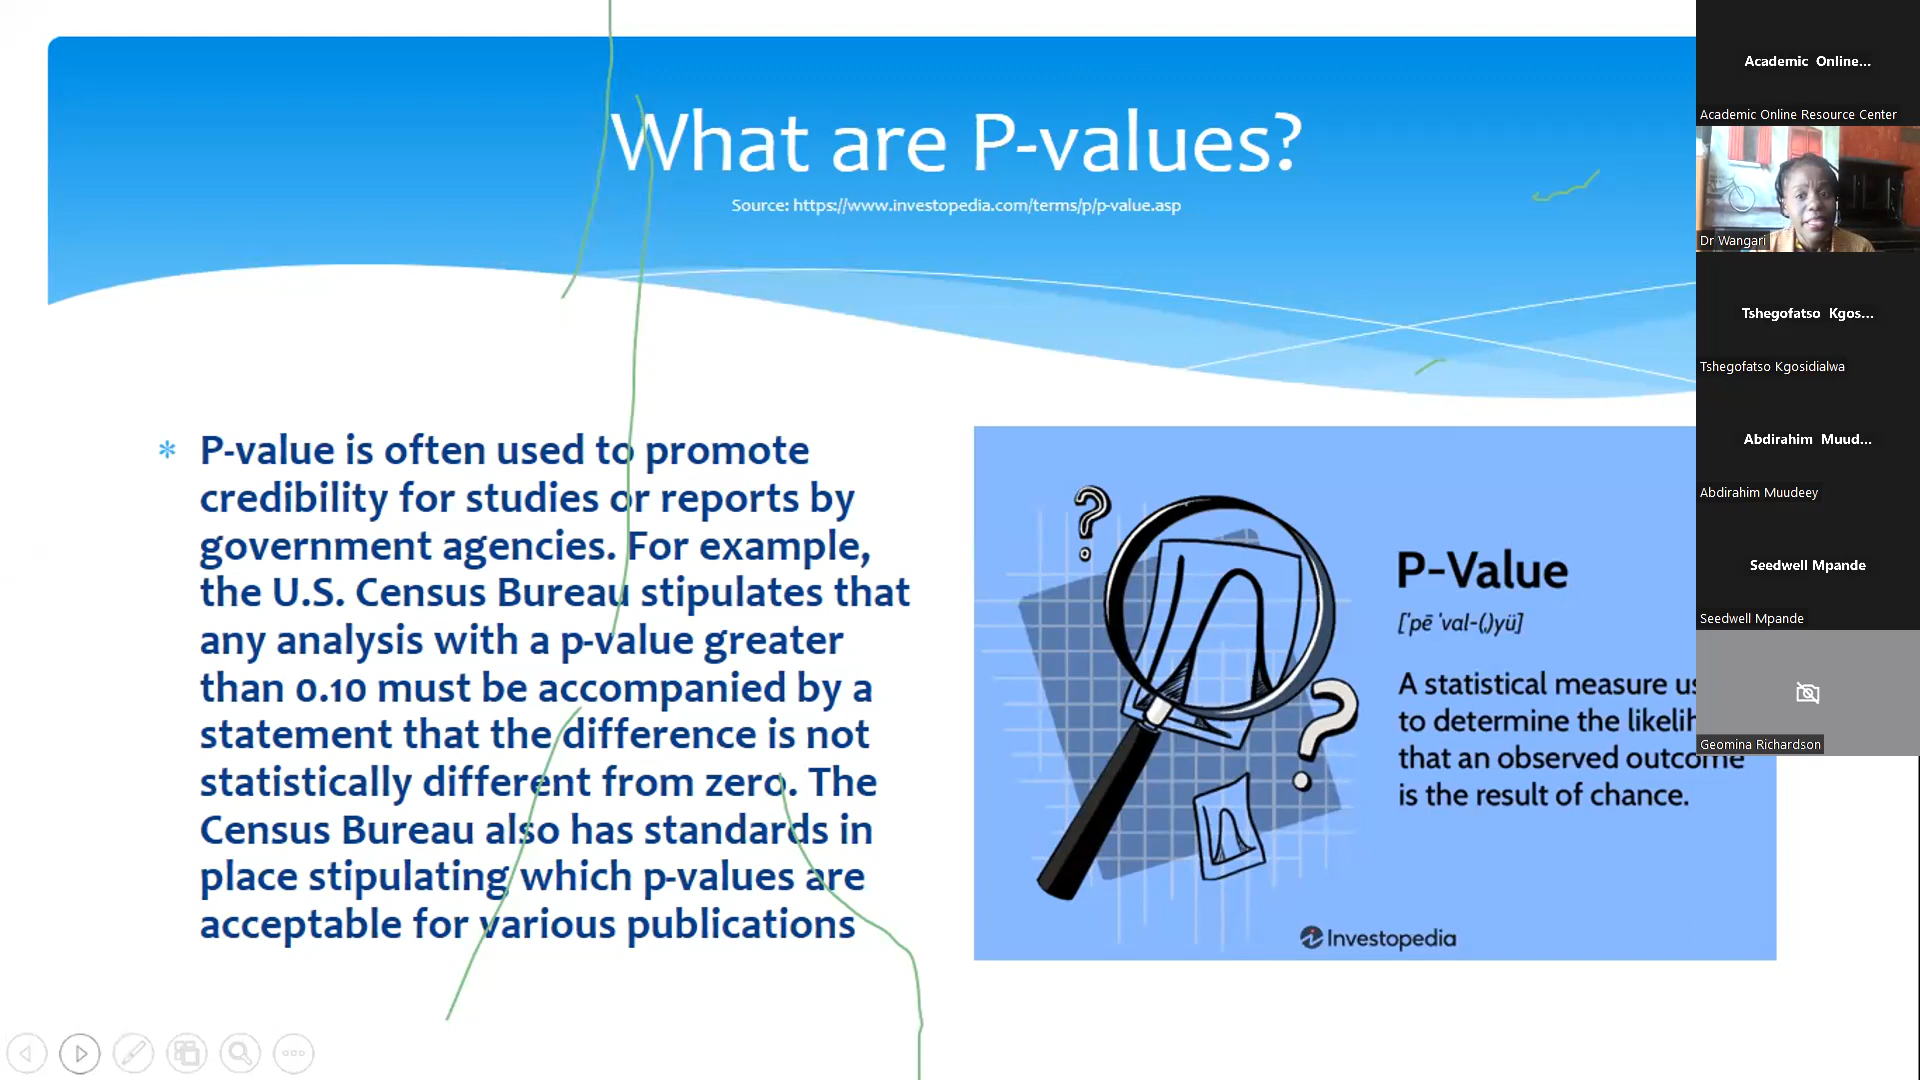 What are P-values?
Source: https://www.investopedia.com/terms/p/p-value.asp
* P-value is often used to promote
credibility for studies or reports by
government agencies. For example,
the U.S. Census Bureau stipulates that
any analysis with a p-value greater
than 0.10 must be accompanied by a
statement that the difference is not
statistically different from zero. The
Census Bureau also has standards in
place stipulating which p-values are
acceptable for various publications
P-Value
['pē 'val-(,)yü]
A statistical measure us
to determine the likelih
that an observed outcome
is the result of chance.
Investopedia
Academic Online...
Academic Online Resource Center
Dr Wangari
Tshegofatso Kgos...
Tshegofatso Kgosidialwa
Abdirahim Muud...
Abdirahim Muudeey
Seedwell Mpande
Seedwell Mpande
Geomina Richardson